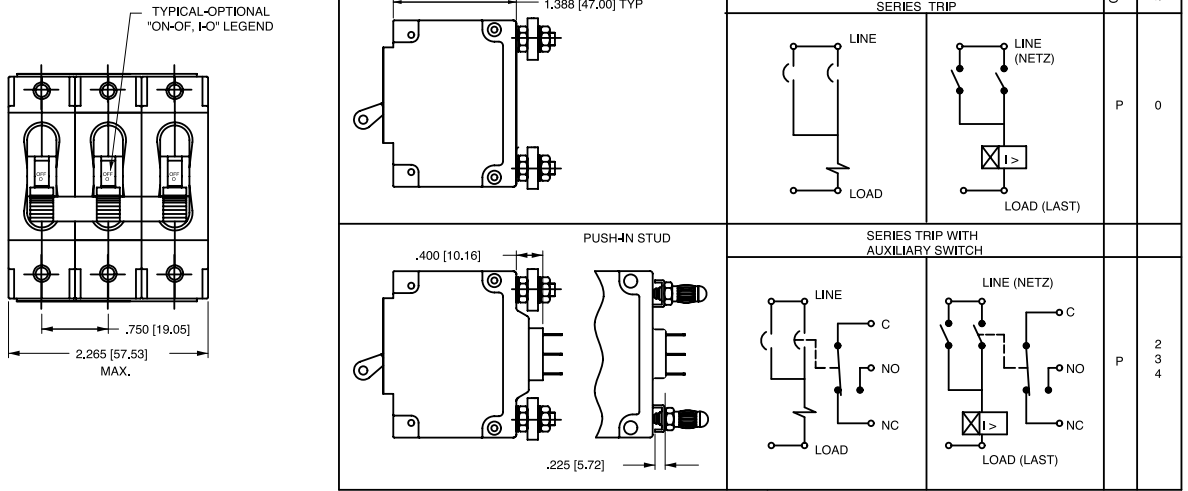 TYPICAL-OPTIONAL
"ON-OF, I-O" LEGEND
OFF
O
OFF
O
OFF
O
.750 [19.05]
2.265 [57.53]
MAX.
1.388 [47.00] TYP
SERIES TRIP
LINE
LOAD
LINE
(NETZ)
I >
LOAD (LAST)
P
0
.400 [10.16]
PUSH-IN STUD
.225 [5.72]
SERIES TRIP WITH
AUXILIARY SWITCH
LINE
C
NO
NC
LOAD
LINE (NETZ)
C
NO
NC
I >
LOAD (LAST)
P
2
3
4